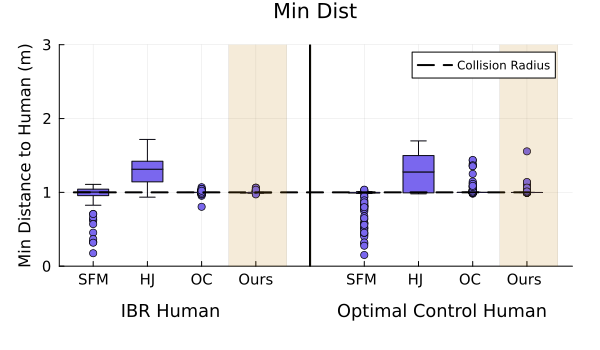 Min Dist
Min Distance to Human (m)
3
2
1
0
Collision Radius
SFM HJ OC Ours SFM HJ OC Ours
IBR Human Optimal Control Human